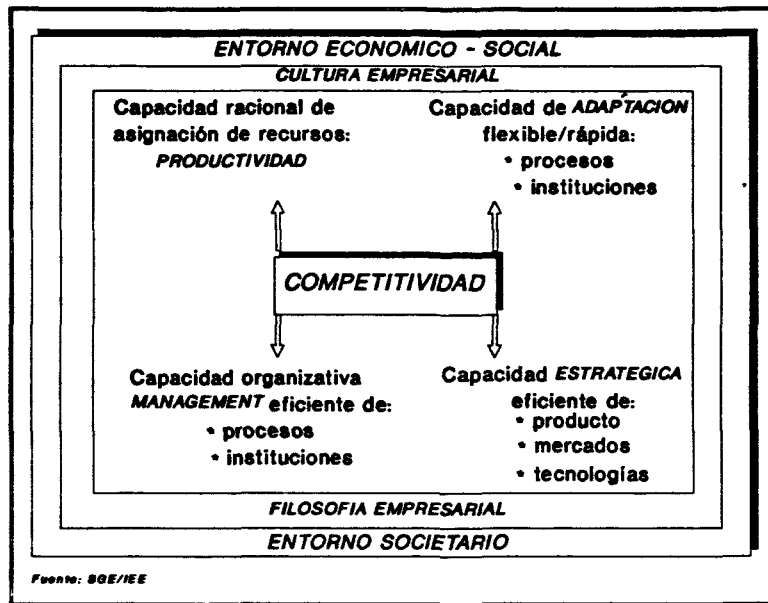 ENTORNO ECONOMICO - SOCIAL
CULTURA EMPRESARIAL
Capacidad racional de
asignación de recursos:
PRODUCTIVIDAD
Capacidad de ADAPTACION
flexible/rápida:
• procesos
• instituciones
COMPETITIVIDAD
Capacidad organizativa
MANAGEMENT eficiente de:
• procesos
• instituciones
Capacidad ESTRATEGICA
eficiente de:
• producto
• mercados
• tecnologías
FILOSOFIA EMPRESARIAL
ENTORNO SOCIETARIO
Fuente: SGE/IEE